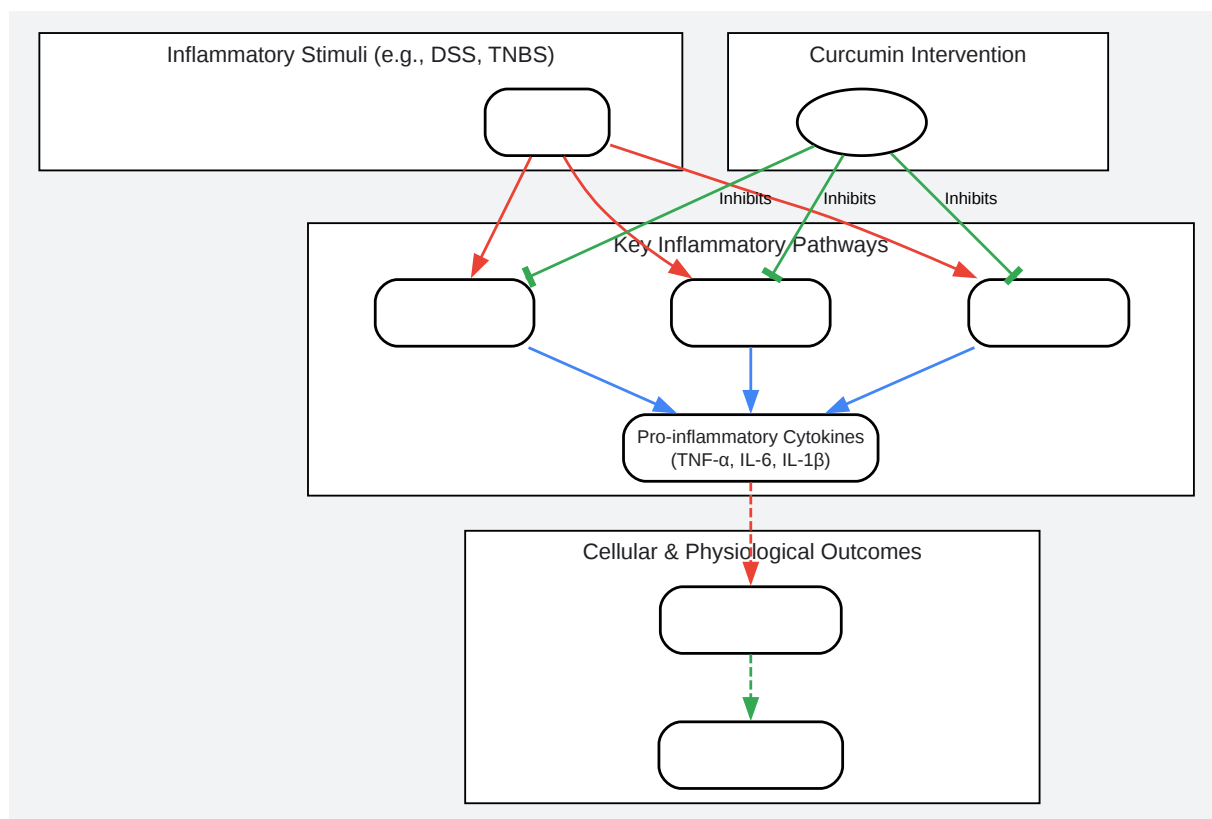 Inflammatory Stimuli (e.g., DSS, TNBS)
Curcumin Intervention
Inhibits
Inhibits
Inhibits
Key Inflammatory Pathways
Pro-inflammatory Cytokines
(TNF-α, IL-6, IL-1β)
Cellular & Physiological Outcomes